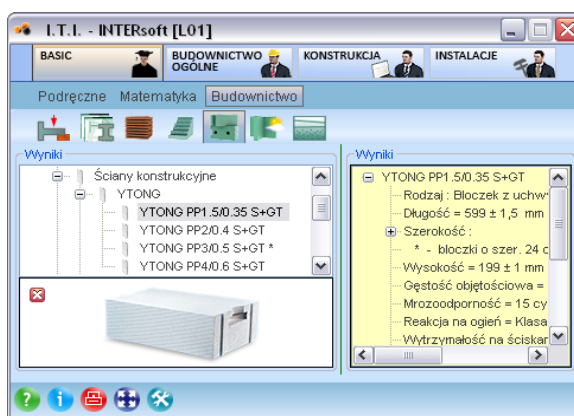 I.T.I. - INTERsoft [L01]
BASIC
BUDOWNICTWO
OGÓLNE
KONSTRUKCJA
INSTALACJE
Podręczne Matematyka Budownictwo
Wyniki
Ściany konstrukcyjne
YTONG
YTONG PP1.5/0.35 S+GT
YTONG PP2/0.4 S+GT
YTONG PP3/0.5 S+GT *
YTONG PP4/0.6 S+GT
Wyniki
YTONG PP1.5/0.35 S+GT
Rodzaj : Bloczek z uchw
Długość = 599 ± 1,5 mm
Szerokość :
* - bloczki o szer. 24 c
Wysokość = 199 ± 1 mm
Gęstość objętościowa =
Mrozoodporność = 15 cy
Reakcja na ogień = Klasa
Wytrzymałość na ściskar